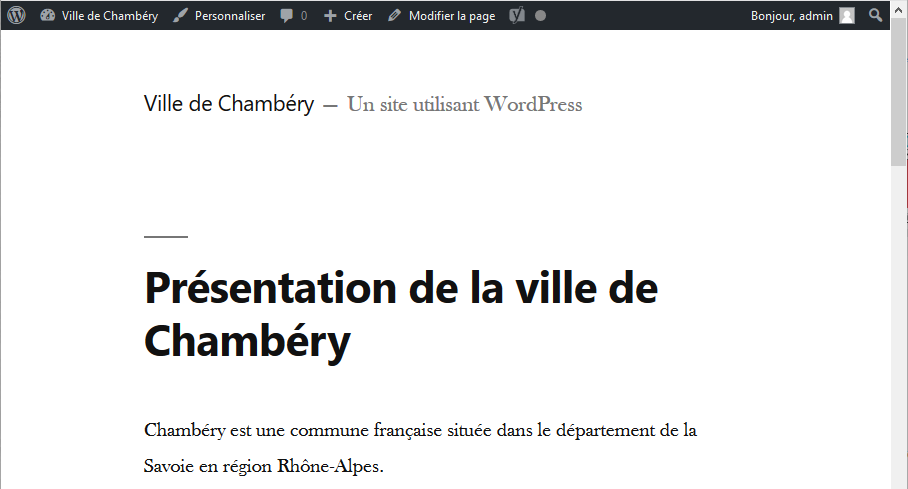 Ville de Chambéry Personnaliser 0 Créer Modifier la page Bonjour, admin
Ville de Chambéry — Un site utilisant WordPress
Présentation de la ville de
Chambéry
Chambéry est une commune française située dans le département de la
Savoie en région Rhône-Alpes.